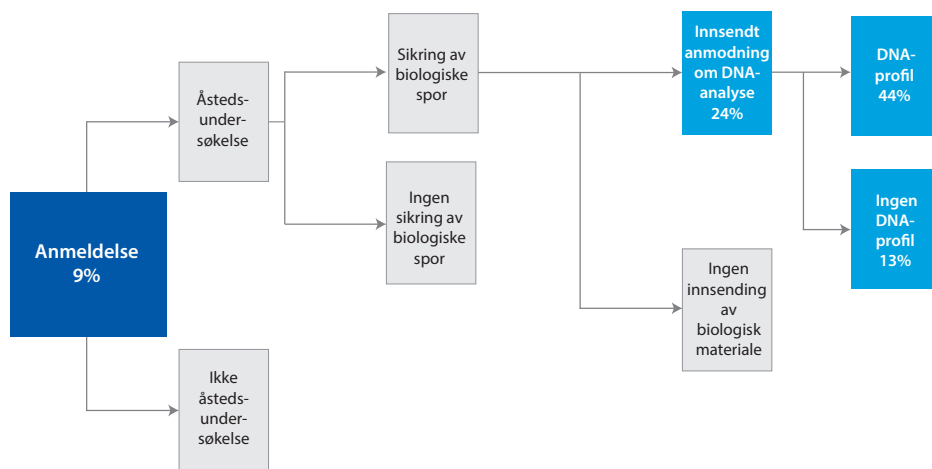 Anmeldelse
9%
Åsteds-
under-
søkelse
Ikke
åsteds-
under-
søkelse
Sikring av
biologiske
spor
Ingen
sikring av
biologiske
spor
Innsendt
anmodning
om DNA-
analyse
24%
Ingen
innsending
av
biologisk
materiale
DNA-
profil
44%
Ingen
DNA-
profil
13%